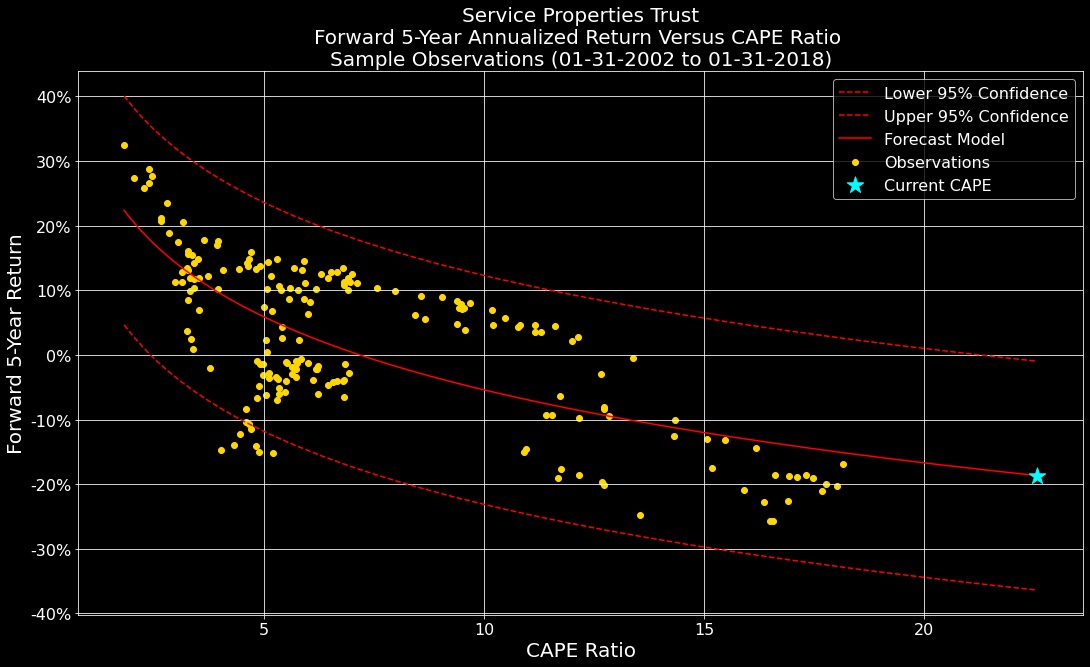 Service Properties Trust
Forward 5-Year Annualized Return Versus CAPE Ratio
Sample Observations (01-31-2002 to 01-31-2018)
Lower 95% Confidence
Upper 95% Confidence
Forecast Model
Observations
Current CAPE
Forward 5-Year Return
40%
30%
20%
10%
0%
-10%
-20%
-30%
-40%
5
10
15
20
CAPE Ratio